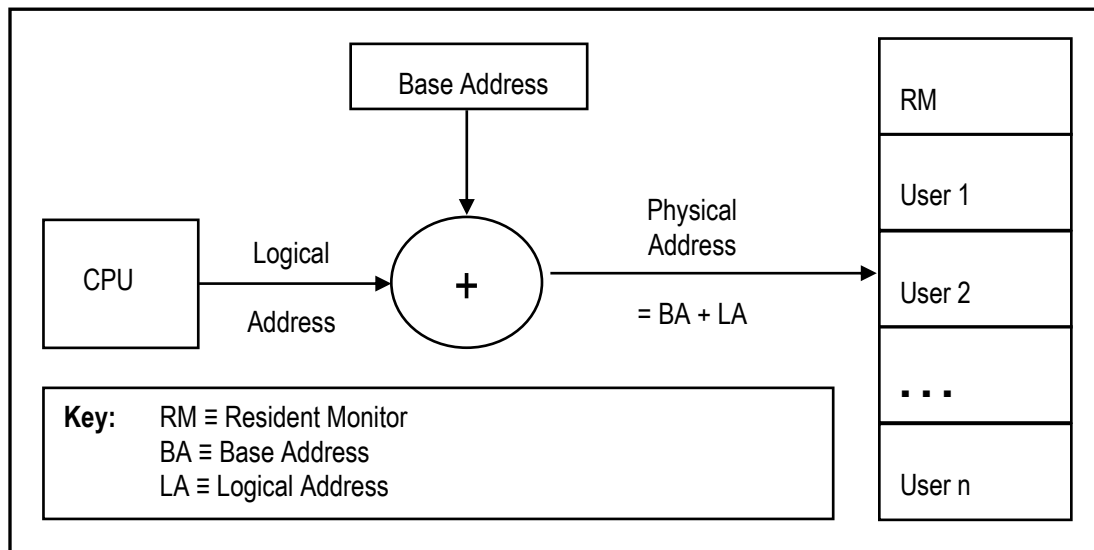 Base Address
CPU
Logical
Address
+
Physical
Address
= BA + LA
RM
User 1
User 2
. . .
User n
Key: RM ≡ Resident Monitor
BA ≡ Base Address
LA ≡ Logical Address